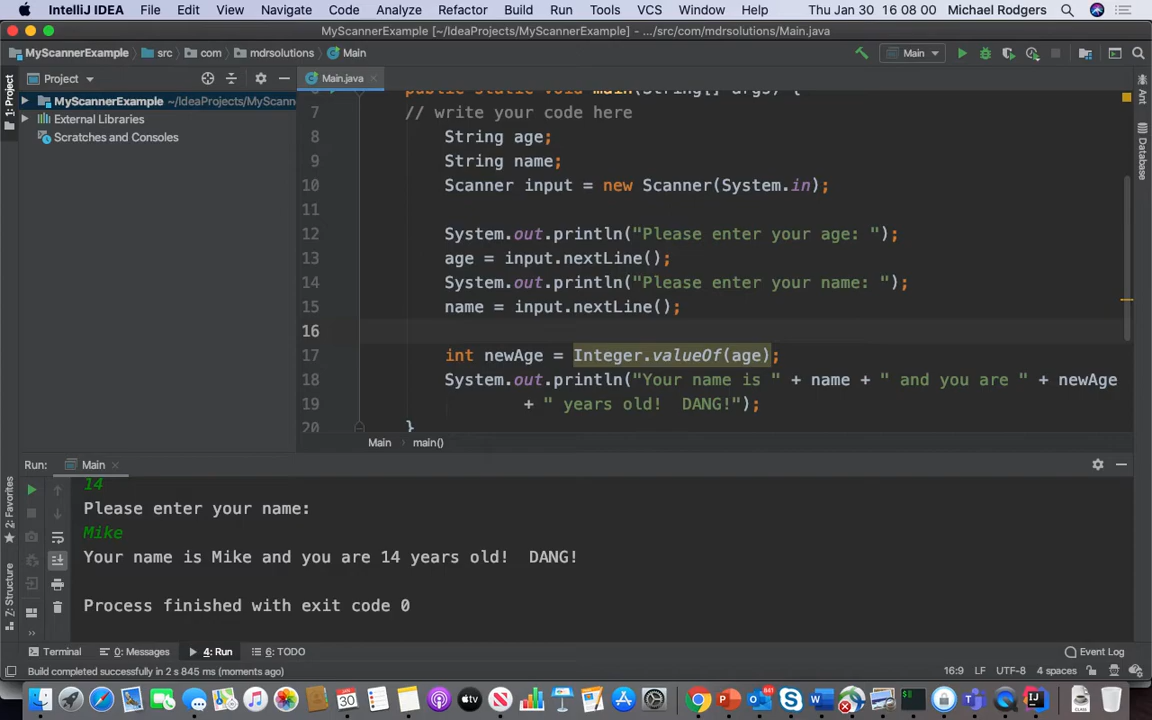 IntelliJ IDEA File Edit View Navigate Code Analyze Refactor Build Run Tools VCS Window Help Thu Jan 30 16 08 00 Michael Rodgers
MyScannerExample [~/IdeaProjects/MyScannerExample] - .../src/com/mdrsolutions/Main.java
MyScannerExample src com mdrsolutions Main Main
1: Project Project Main.java Ant
MyScannerExample ~/IdeaProjects/MyScann
External Libraries
Scratches and Consoles
Database
public static void main(String[] args) {
7 // write your code here
8 String age;
9 String name;
10 Scanner input = new Scanner(System.in);
11
12 System.out.println("Please enter your age: ");
13 age = input.nextLine();
14 System.out.println("Please enter your name: ");
15 name = input.nextLine();
16
17 int newAge = Integer.valueOf(age);
18 System.out.println("Your name is " + name + " and you are " + newAge
19 + " years old!  DANG!");
20 }
Main main()
Run: Main
14
Please enter your name:
Mike
Your name is Mike and you are 14 years old!  DANG!
Process finished with exit code 0
2: Favorites
7: Structure
Terminal 0: Messages 4: Run 6: TODO Event Log
Build completed successfully in 2 s 845 ms (moments ago) 16:9 LF UTF-8 4 spaces